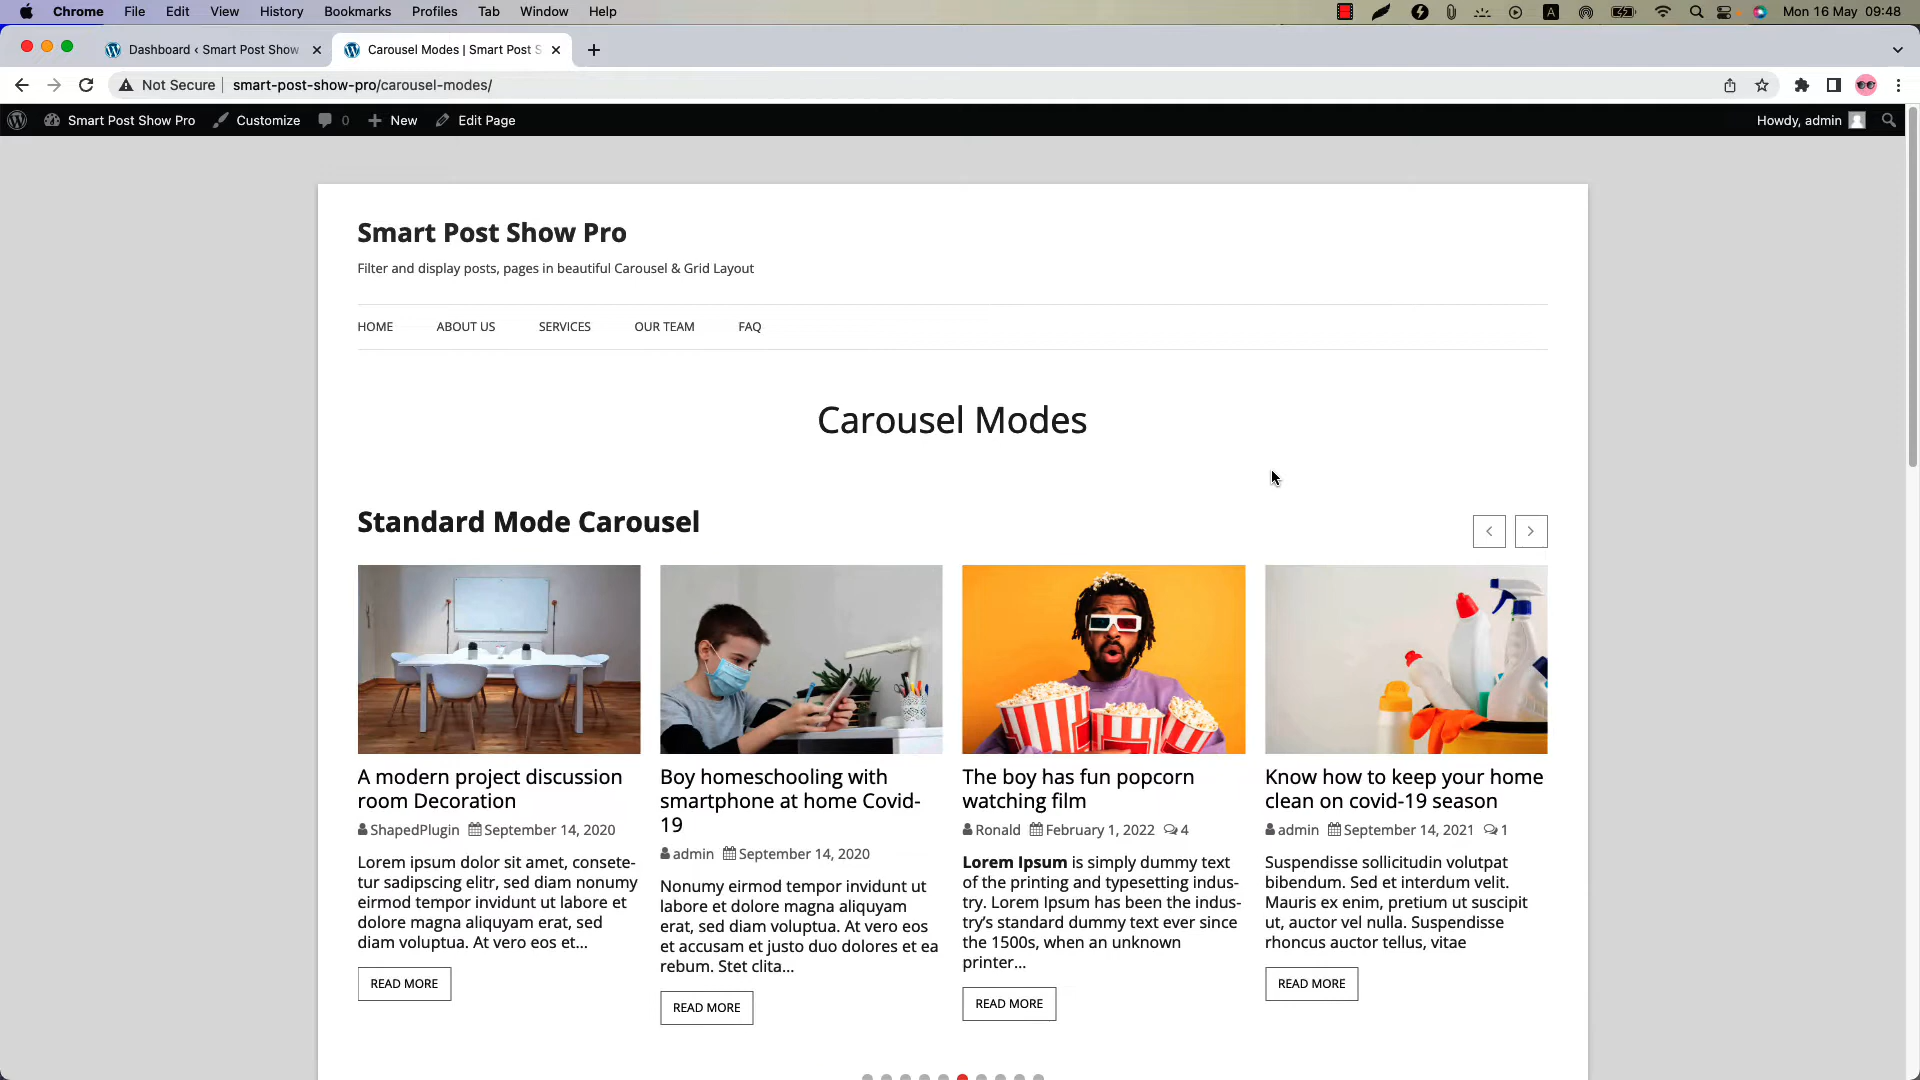 Chrome File Edit View History Bookmarks Profiles Tab Window Help A Mon 16 May 09:48
Dashboard ‹ Smart Post Show Carousel Modes | Smart Post S
Not Secure smart-post-show-pro/carousel-modes/
Smart Post Show Pro Customize 0 New Edit Page Howdy, admin
Smart Post Show Pro
Filter and display posts, pages in beautiful Carousel & Grid Layout
HOME ABOUT US SERVICES OUR TEAM FAQ
Carousel Modes
Standard Mode Carousel
A modern project discussion
room Decoration
ShapedPlugin September 14, 2020
Lorem ipsum dolor sit amet, consete-
tur sadipscing elitr, sed diam nonumy
eirmod tempor invidunt ut labore et
dolore magna aliquyam erat, sed
diam voluptua. At vero eos et...
READ MORE
Boy homeschooling with
smartphone at home Covid-
19
admin September 14, 2020
Nonumy eirmod tempor invidunt ut
labore et dolore magna aliquyam
erat, sed diam voluptua. At vero eos
et accusam et justo duo dolores et ea
rebum. Stet clita...
READ MORE
The boy has fun popcorn
watching film
Ronald February 1, 2022 4
Lorem Ipsum is simply dummy text
of the printing and typesetting indus-
try. Lorem Ipsum has been the indus-
try’s standard dummy text ever since
the 1500s, when an unknown
printer...
READ MORE
Know how to keep your home
clean on covid-19 season
admin September 14, 2021 1
Suspendisse sollicitudin volutpat
bibendum. Sed et interdum velit.
Mauris ex enim, pretium ut suscipit
ut, auctor vel nulla. Suspendisse
rhoncus auctor tellus, vitae
READ MORE